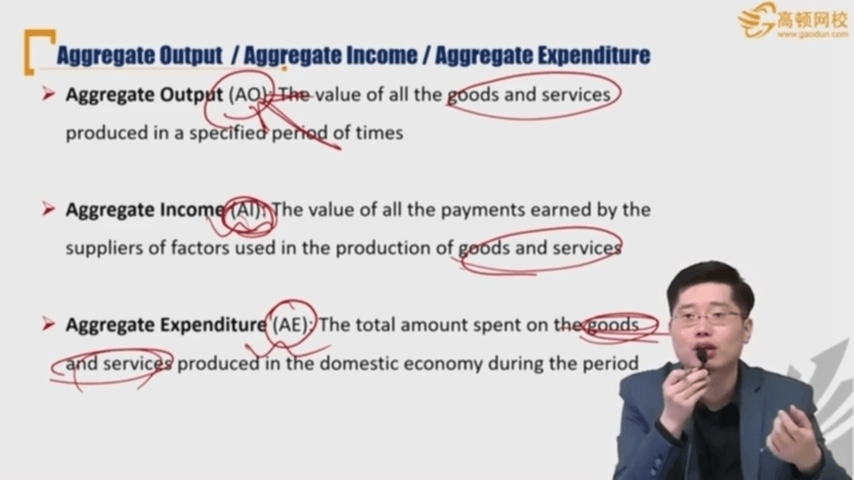 高顿网校
www.gaodun.com
Aggregate Output / Aggregate Income / Aggregate Expenditure
Aggregate Output (AO): The value of all the goods and services
produced in a specified period of times
Aggregate Income (AI): The value of all the payments earned by the
suppliers of factors used in the production of goods and services
Aggregate Expenditure (AE): The total amount spent on the goods
and services produced in the domestic economy during the period